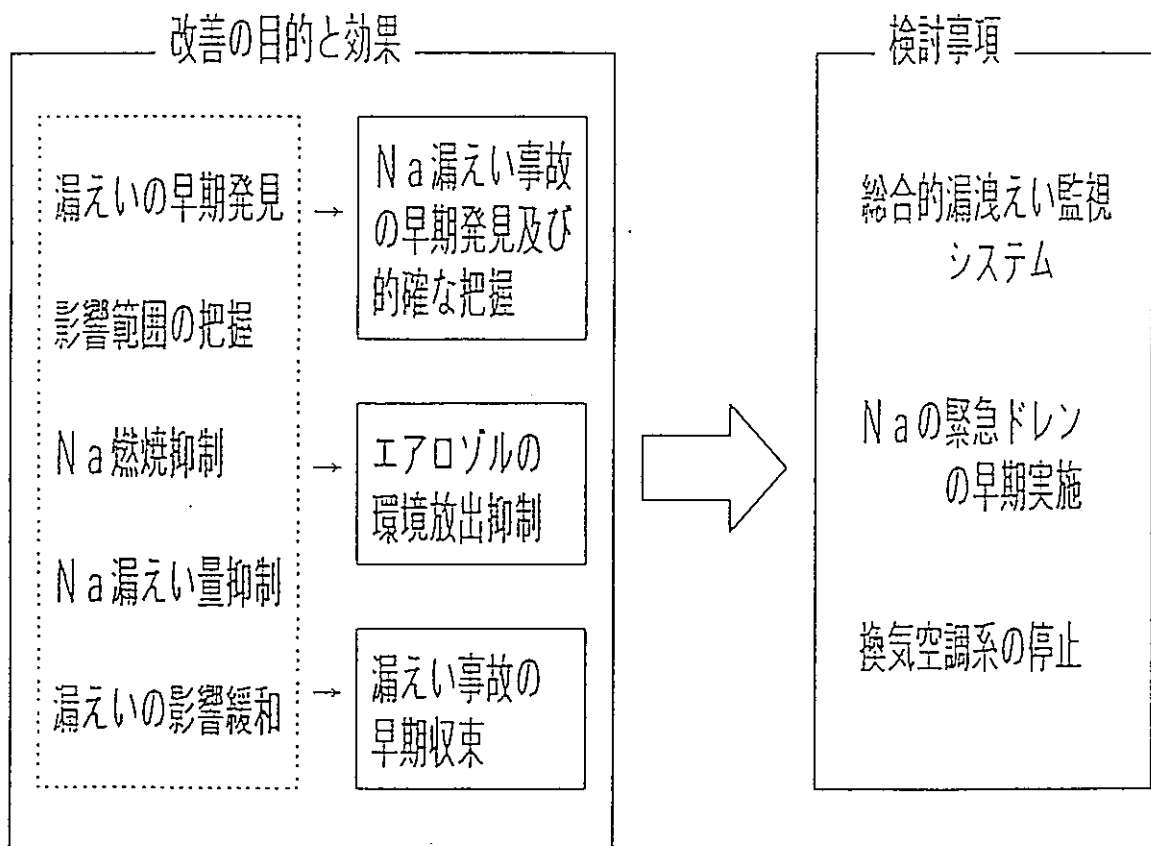 改善の目的と効果
漏えいの早期発見
影響範囲の把握
Na燃焼抑制
Na漏えい量抑制
漏えいの影響緩和
→
→
→
Na漏えい事故
の早期発見及び
的確な把握
エアロゾルの
環境放出抑制
漏えい事故の
早期収束
検討事項
総合的漏洩えい監視
システム
Naの緊急ドレン
の早期実施
換気空調系の停止